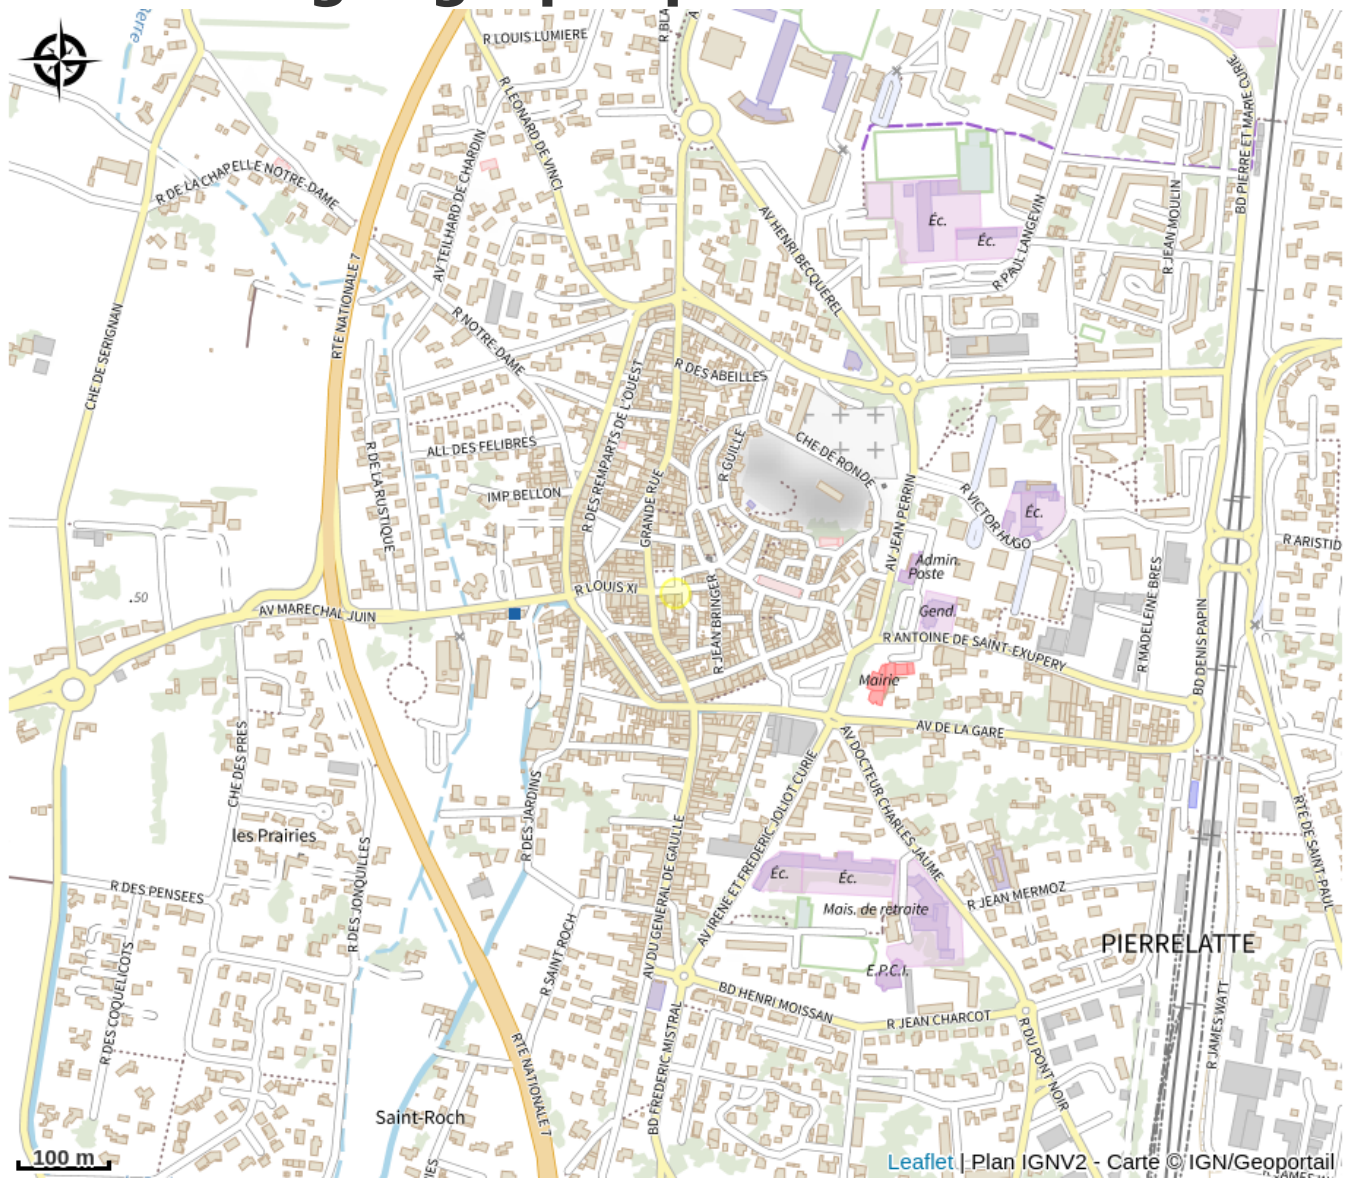 R LOUIS LUMIERE
R LEONARD DE VINCI
BD PIERRE ET MARIE CURIE
R DE LA CHAPELLE NOTRE-DAME
AV TEILHARD DE CHARDIN
AV HENRI BECQUEREL
Éc.
Éc.
R PAUL LANGEVIN
R JEAN MOULIN
CHE DE SERIGNAN
RTE NATIONALE 7
R NOTRE-DAME
R DES ABEILLES
R DES REMPARTS DE L'OUEST
ALL DES FELIBRES
R DE LA RUSTIQUE
IMP BELLON
GRANDE RUE
R GUILLE
CHE DE RONDE
AV JEAN PERRIN
R VICTOR HUGO
Éc.
R ARISTID
Admin.
Poste
Gend.
R LOUIS XI
R JEAN BRINGER
.50
AV MARECHAL JUIN
R ANTOINE DE SAINT-EXUPERY
R MADELEINE BRES
BD DENIS PAPIN
Mairie
AV DE LA GARE
CHE DES PRES
les Prairies
R DES JARDINS
AV IRENE ET FREDERIC JOLIOT CURIE
AV DOCTEUR CHARLES JAUME
RTE DE SAINT-PAUL
R DES PENSEES
R DES JONQUILLES
AV DU GENERAL DE GAULLE
Éc.
Éc.
Mais. de retraite
R JEAN MERMOZ
PIERRELATTE
R DES COQUELICOTS
R SAINT ROCH
E.P.C.I.
BD HENRI MOISSAN
R JEAN CHARCOT
R DU PONT NOIR
R JAMES WATT
BD FREDERIC MISTRAL
RTE NATIONALE 7
Saint-Roch
100 m
Leaflet | Plan IGNV2 - Carte © IGN/Geoportail